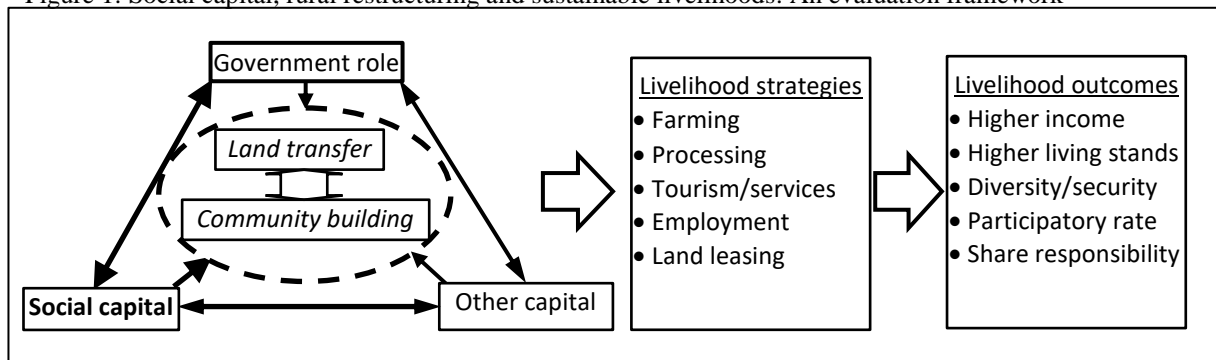 Figure 1: Social capital, rural restructuring and sustainable livelihoods: An evaluation framework
Government role
Land transfer
Community building
Social capital
Other capital
Livelihood strategies
• Farming
• Processing
• Tourism/services
• Employment
• Land leasing
Livelihood outcomes
• Higher income
• Higher living stands
• Diversity/security
• Participatory rate
• Share responsibility